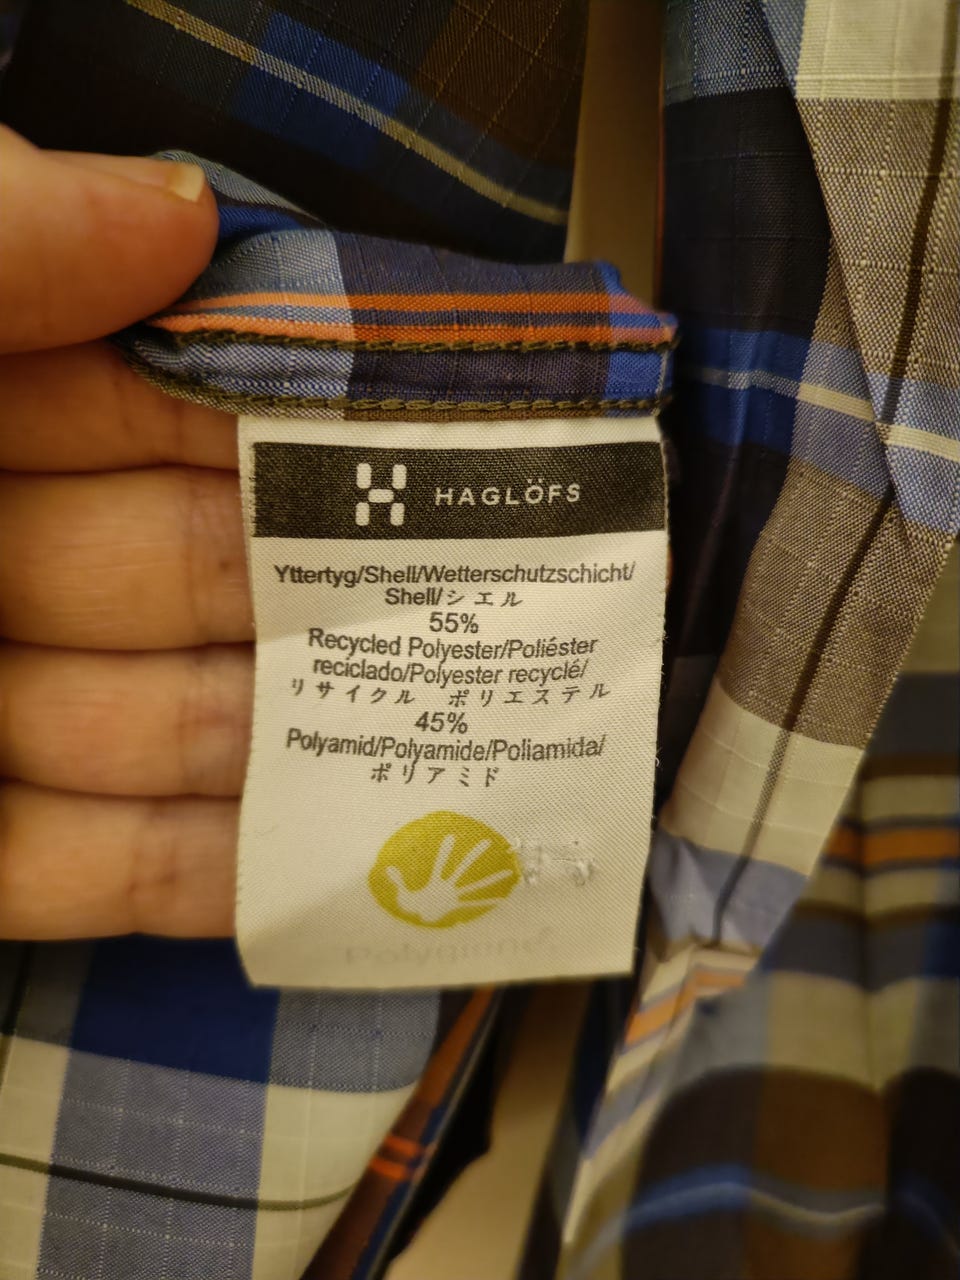 HAGLÖFS
Yttertyg/Shell/Wetterschutzschicht/
Shell/シェル
55%
Recycled Polyester/Poliéster
reciclado/Polyester recyclé/
リサイクル ポリエステル
45%
Polyamid/Polyamide/Poliamida/
ポリアミド